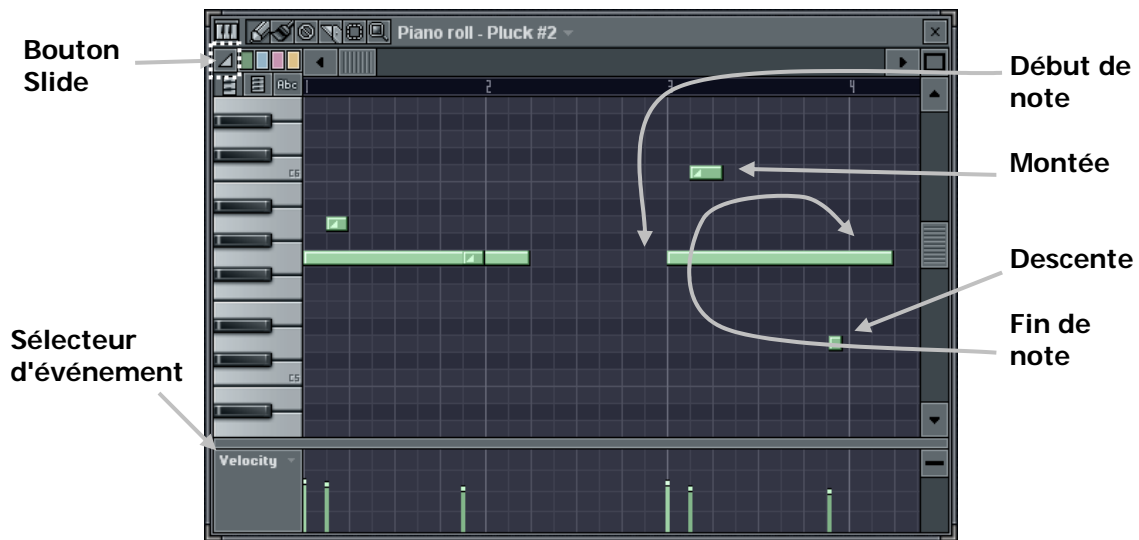 Piano roll - Pluck #2
Bouton
Slide
Abc
2
3
4
Début de
note
C6
Montée
Descente
Fin de
note
Sélecteur
d'événement
C5
Velocity